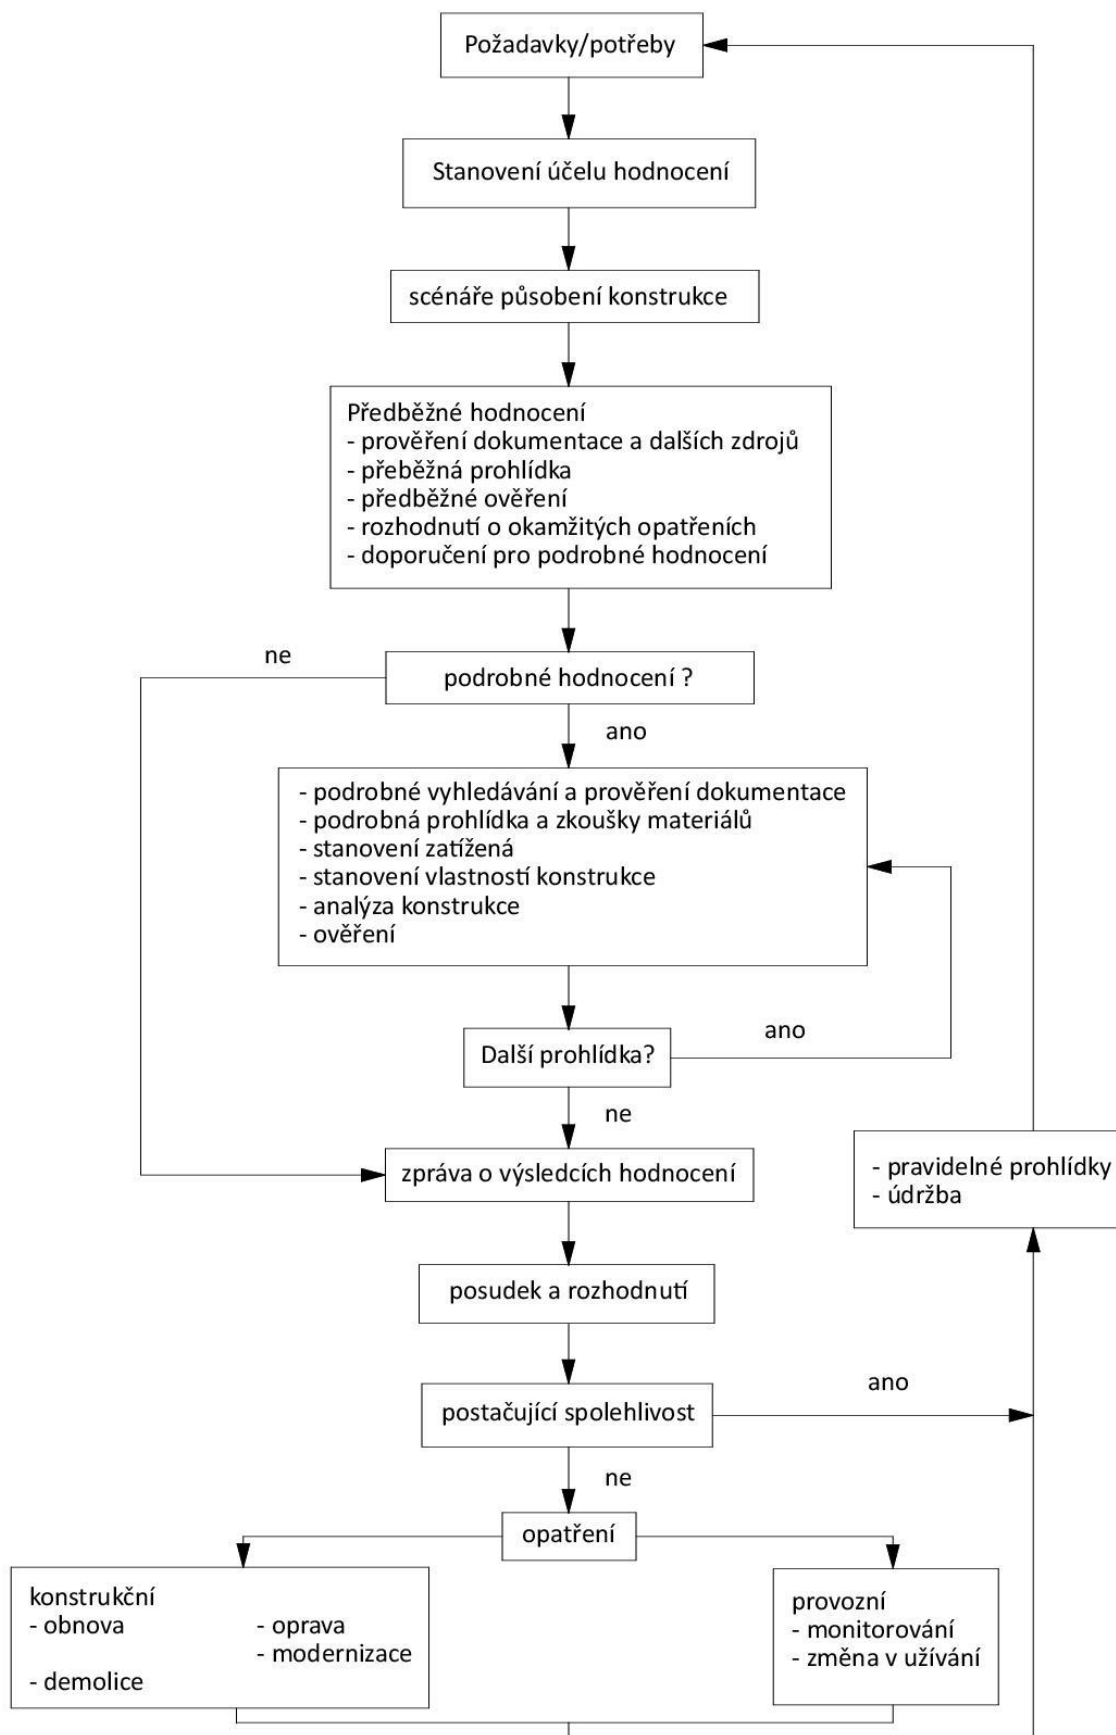 Požadavky/potřeby
Stanovení účelu hodnocení
scénáře působení konstrukce
Předběžné hodnocení
- prověření dokumentace a dalších zdrojů
- přeběžná prohlídka
- předběžné ověření
- rozhodnutí o okamžitých opatřeních
- doporučení pro podrobné hodnocení
ne
podrobné hodnocení ?
ano
- podrobné vyhledávání a prověření dokumentace
- podrobná prohlídka a zkoušky materiálů
- stanovení zatížená
- stanovení vlastností konstrukce
- analýza konstrukce
- ověření
Další prohlídka?
ano
ne
zpráva o výsledcích hodnocení
- pravidelné prohlídky
- údržba
posudek a rozhodnutí
postačující spolehlivost
ano
ne
opatření
konstrukční
- obnova
- oprava
- modernizace
- demolice
provozní
- monitorování
- změna v užívání